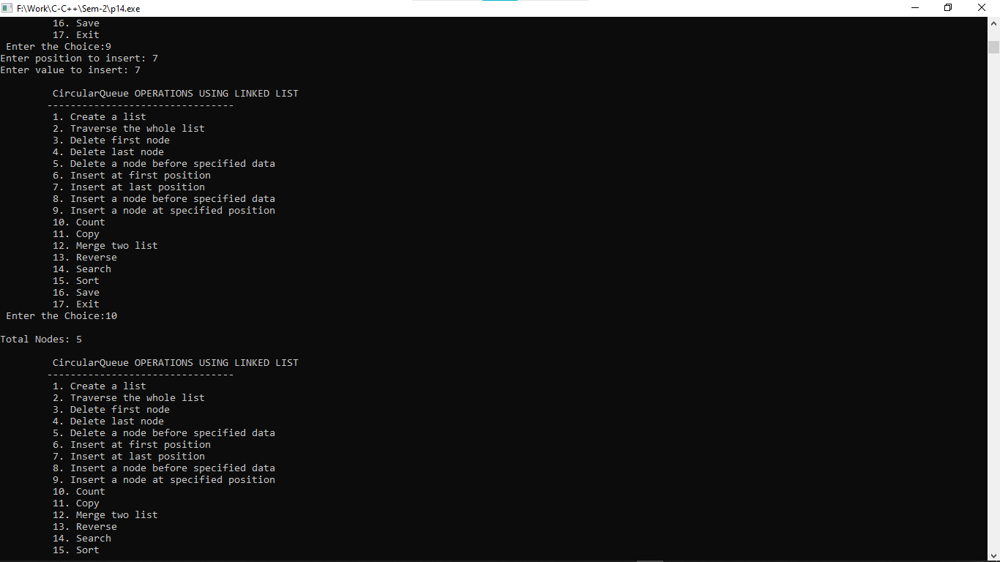 F:\Work\C-C++\Sem-2\p14.exe
16. Save
17. Exit
Enter the Choice:9
Enter position to insert: 7
Enter value to insert: 7
CircularQueue OPERATIONS USING LINKED LIST
--------------------------------
1. Create a list
2. Traverse the whole list
3. Delete first node
4. Delete last node
5. Delete a node before specified data
6. Insert at first position
7. Insert at last position
8. Insert a node before specified data
9. Insert a node at specified position
10. Count
11. Copy
12. Merge two list
13. Reverse
14. Search
15. Sort
16. Save
17. Exit
Enter the Choice:10
Total Nodes: 5
CircularQueue OPERATIONS USING LINKED LIST
--------------------------------
1. Create a list
2. Traverse the whole list
3. Delete first node
4. Delete last node
5. Delete a node before specified data
6. Insert at first position
7. Insert at last position
8. Insert a node before specified data
9. Insert a node at specified position
10. Count
11. Copy
12. Merge two list
13. Reverse
14. Search
15. Sort